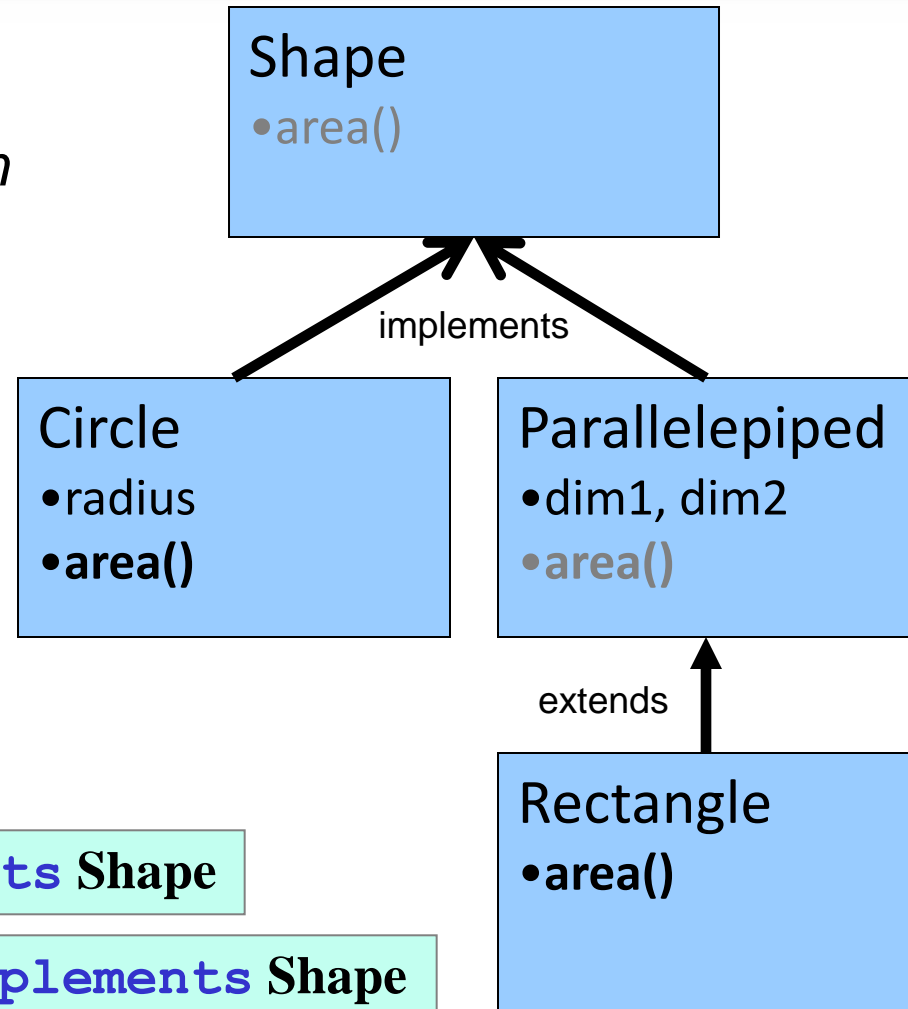 Shape
•area()
n
implements
Circle
•radius
•area()
Parallelepiped
•dim1, dim2
•area()
extends
Rectangle
•area()
ts Shape
plements Shape